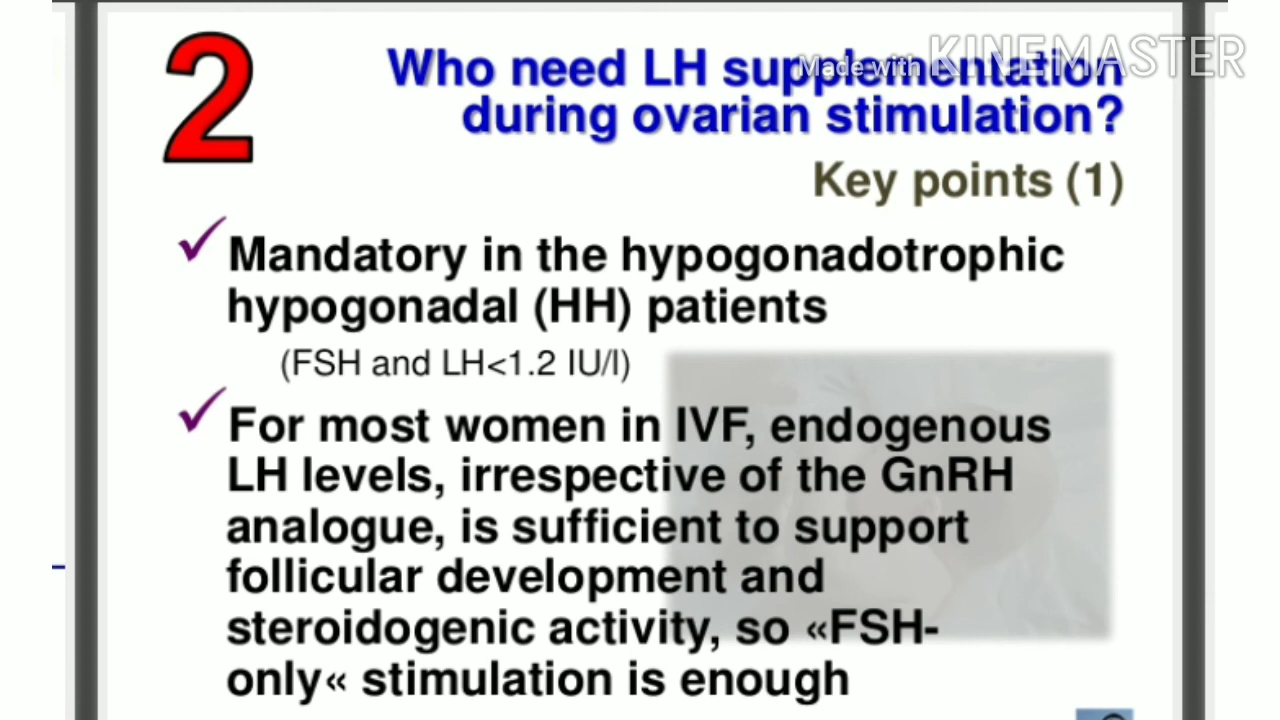 2
Who need LH supplementation
Made with KINEMASTER
during ovarian stimulation?
Key points (1)
Mandatory in the hypogonadotrophic
hypogonadal (HH) patients
(FSH and LH<1.2 IU/l)
For most women in IVF, endogenous
LH levels, irrespective of the GnRH
analogue, is sufficient to support
follicular development and
steroidogenic activity, so «FSH-
only« stimulation is enough